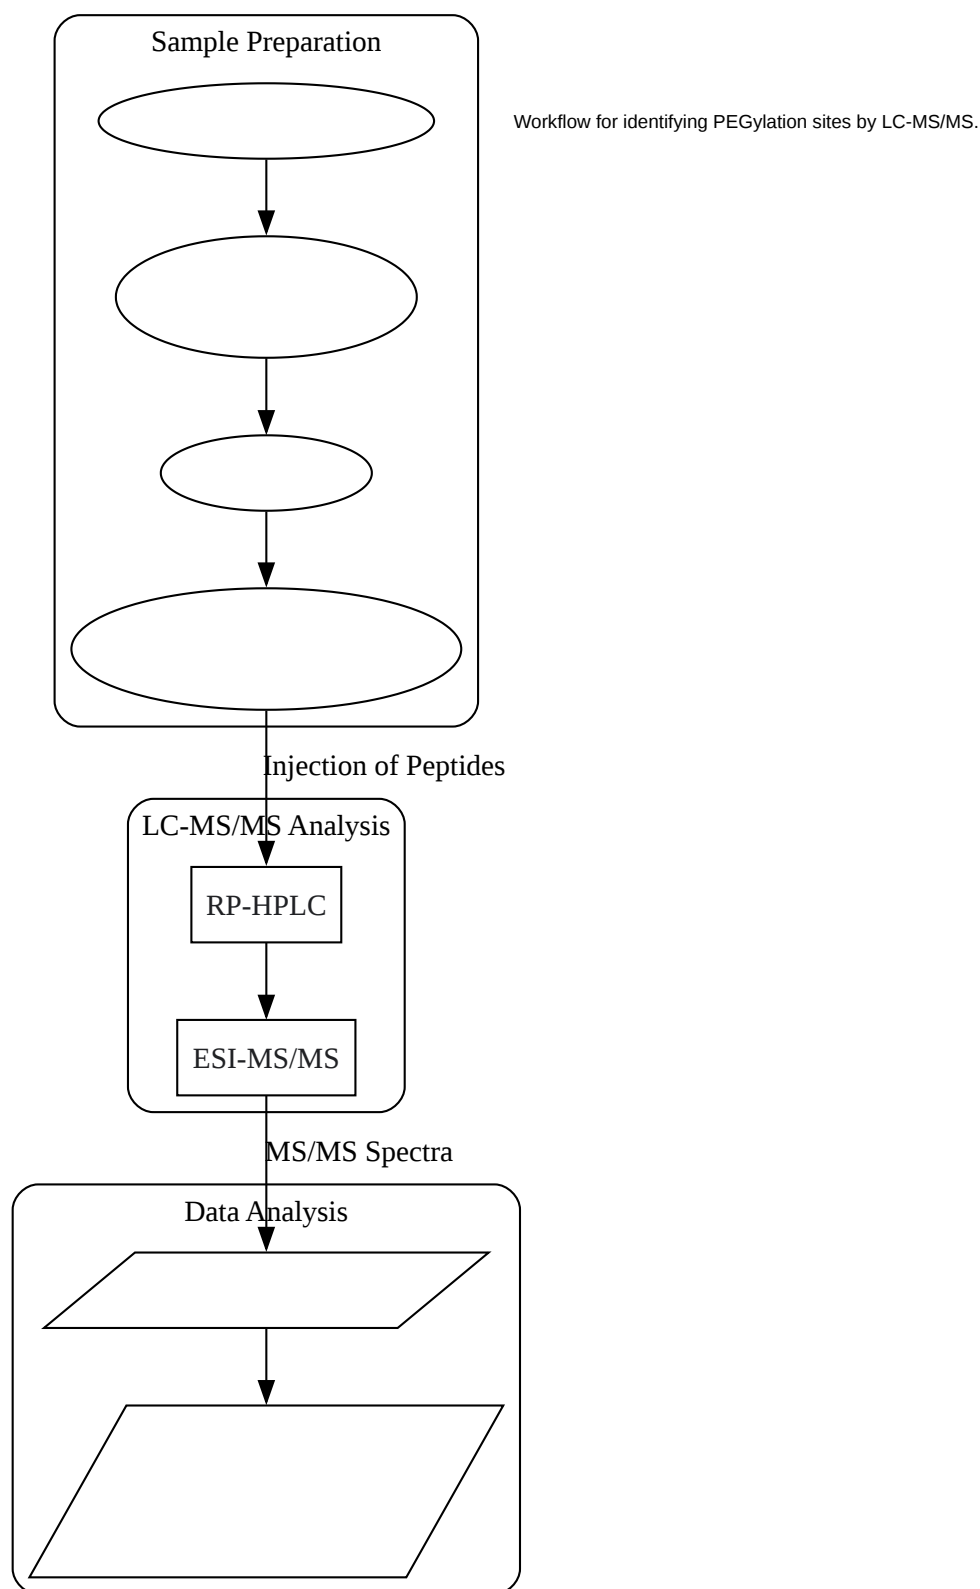 Sample Preparation
Workflow for identifying PEGylation sites by LC-MS/MS.
Injection of Peptides
LC-MS/MS Analysis
RP-HPLC
ESI-MS/MS
MS/MS Spectra
Data Analysis